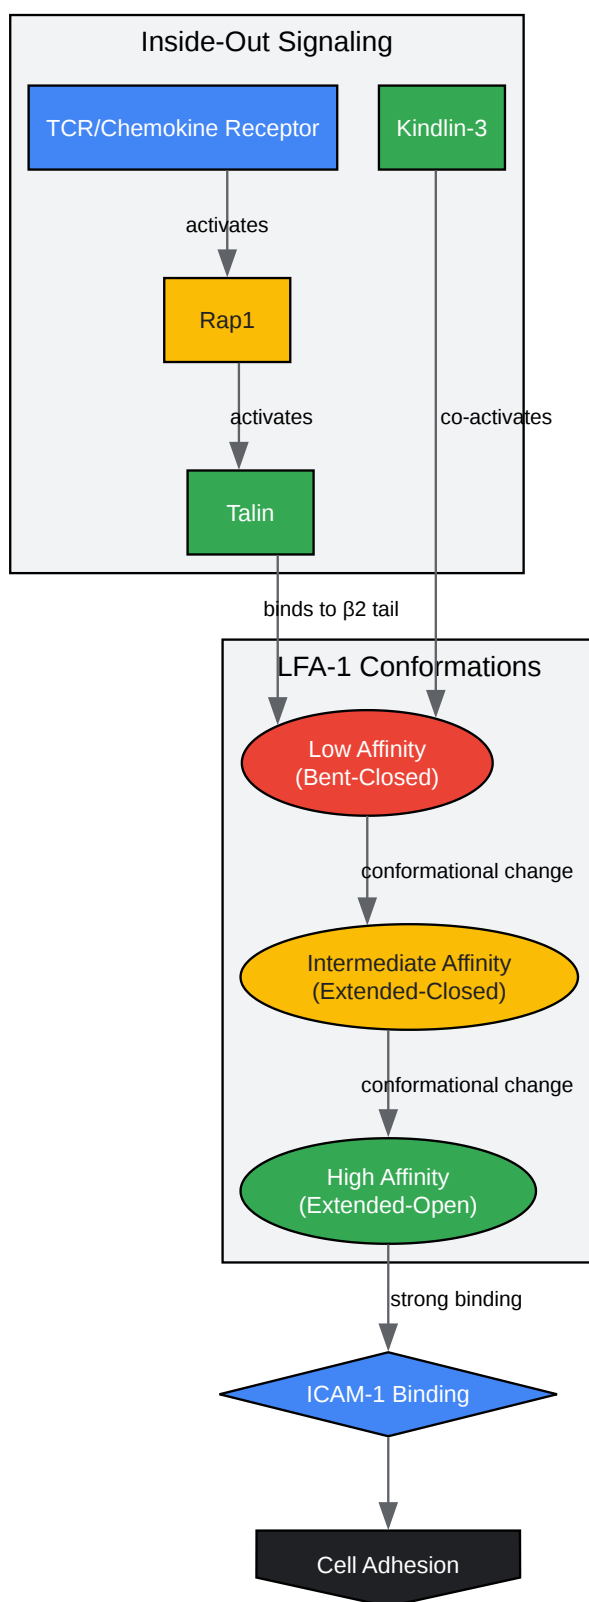 Inside-Out Signaling
TCR/Chemokine Receptor
Kindlin-3
activates
Rap1
activates
co-activates
Talin
binds to β2 tail
LFA-1 Conformations
Low Affinity
(Bent-Closed)
conformational change
Intermediate Affinity
(Extended-Closed)
conformational change
High Affinity
(Extended-Open)
strong binding
ICAM-1 Binding
Cell Adhesion